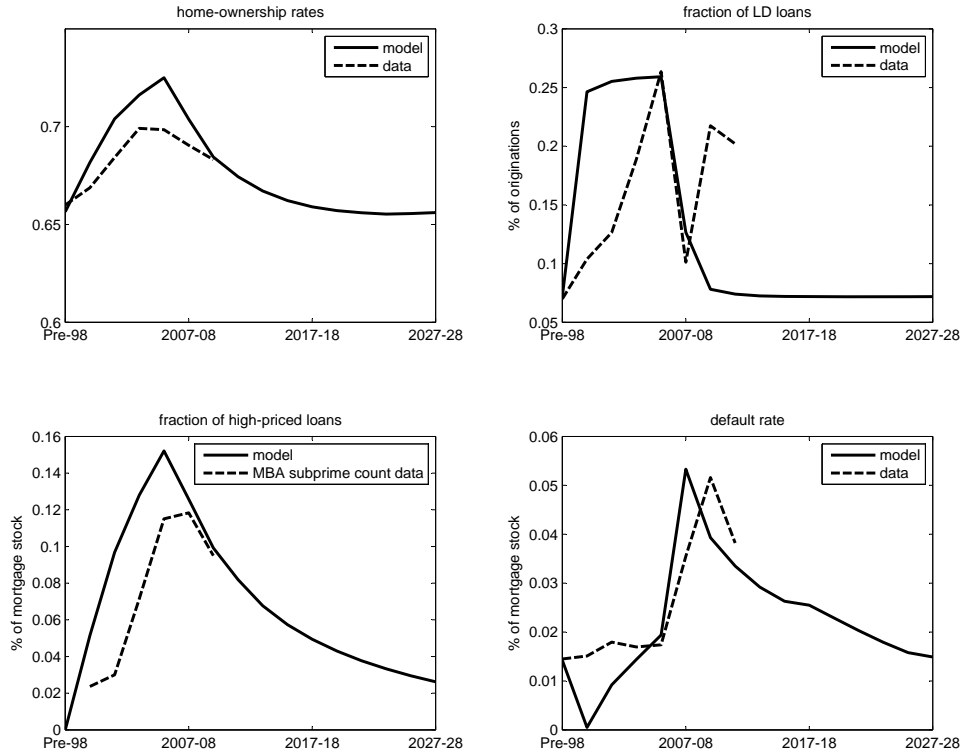 home-ownership rates
model
data
0.7
0.65
0.6
Pre-98 2007-08 2017-18 2027-28
fraction of LD loans
model
data
% of originations
0.3
0.25
0.2
0.15
0.1
0.05
Pre-98 2007-08 2017-18 2027-28
fraction of high-priced loans
model
MBA subprime count data
% of mortgage stock
0.16
0.14
0.12
0.1
0.08
0.06
0.04
0.02
0
Pre-98 2007-08 2017-18 2027-28
default rate
model
data
% of mortgage stock
0.06
0.05
0.04
0.03
0.02
0.01
0
Pre-98 2007-08 2017-18 2027-28